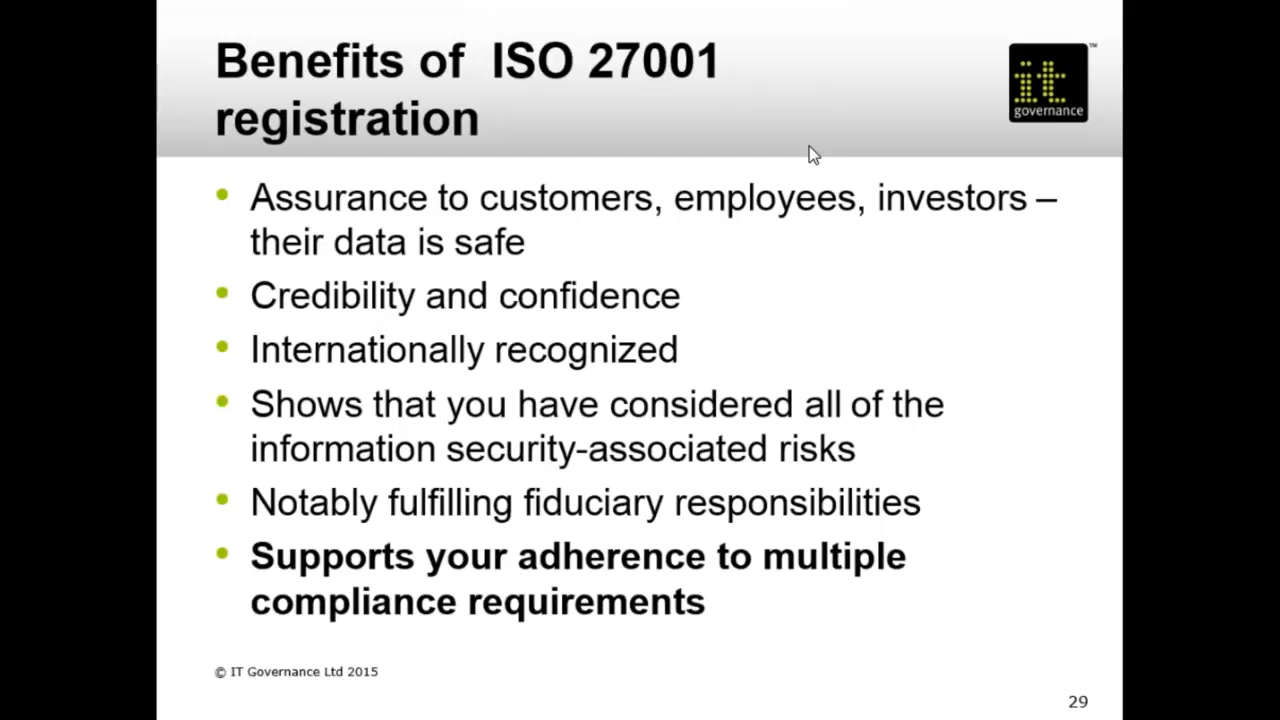 Benefits of ISO 27001
registration
it
governance
™
• Assurance to customers, employees, investors –
their data is safe
• Credibility and confidence
• Internationally recognized
• Shows that you have considered all of the
information security-associated risks
• Notably fulfilling fiduciary responsibilities
• Supports your adherence to multiple
compliance requirements
© IT Governance Ltd 2015
29